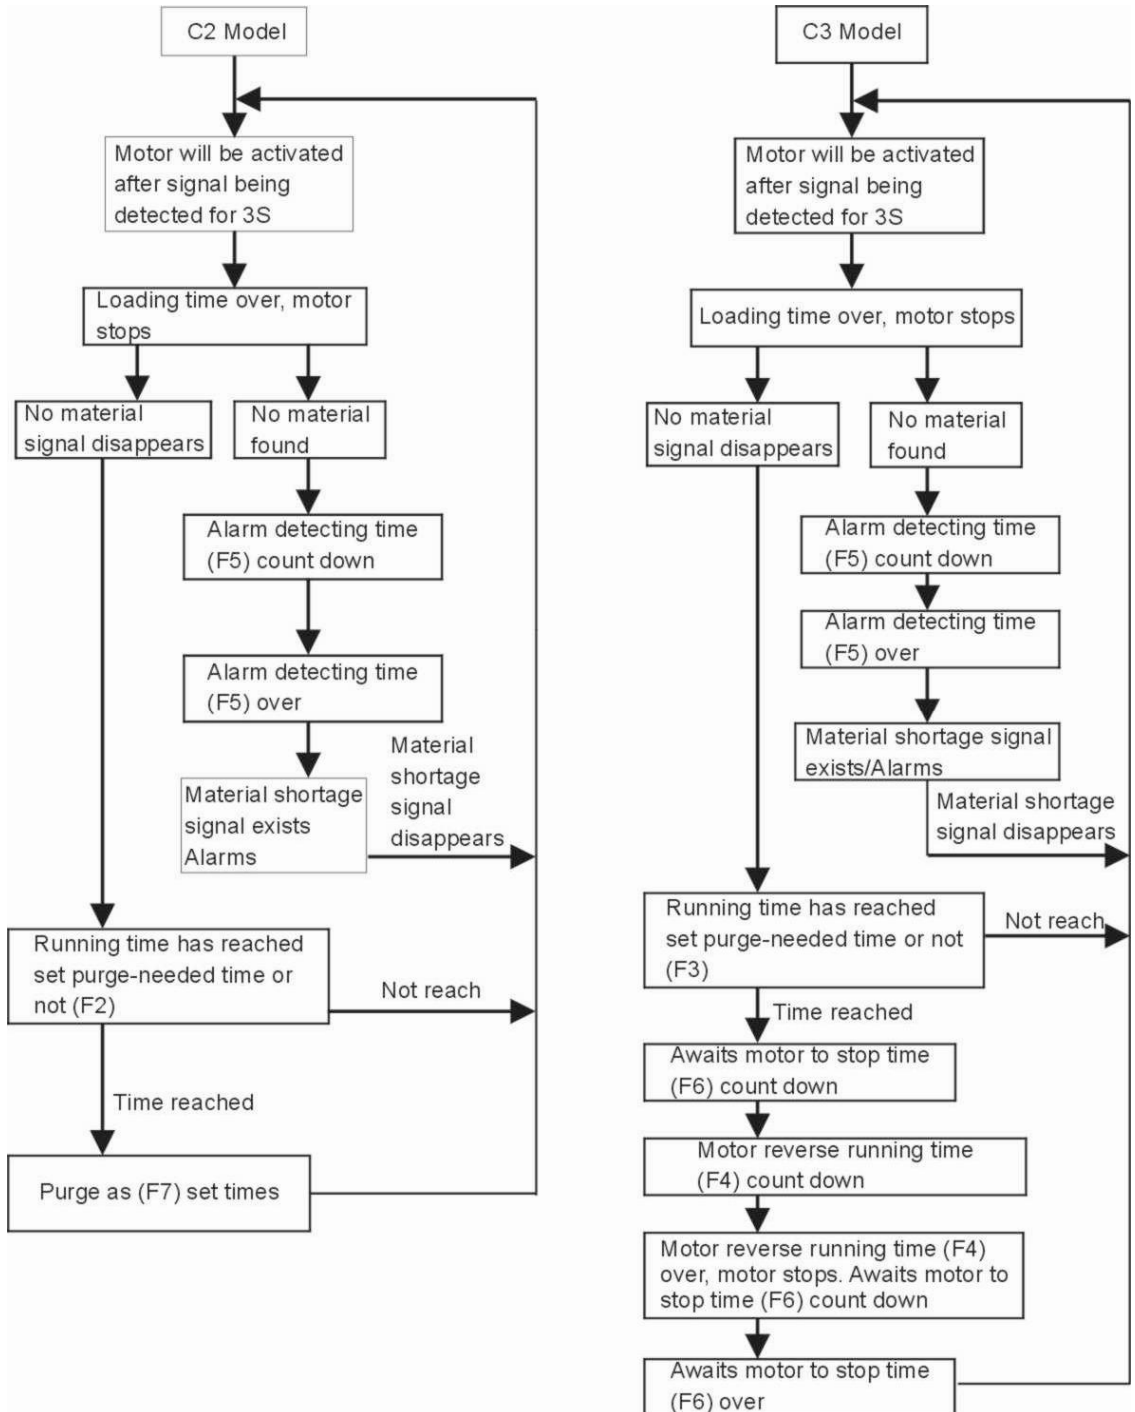 C2 Model
Motor will be activated
after signal being
detected for 3S
Loading time over, motor
stops
No material
signal disappears
No material
found
Alarm detecting time
(F5) count down
Alarm detecting time
(F5) over
Material shortage
signal exists
Alarms
Material
shortage
signal
disappears
Running time has reached
set purge-needed time or
not (F2)
Not reach
Time reached
Purge as (F7) set times
C3 Model
Motor will be activated
after signal being
detected for 3S
Loading time over, motor stops
No material
signal disappears
No material
found
Alarm detecting time
(F5) count down
Alarm detecting time
(F5) over
Material shortage signal
exists/Alarms
Material shortage
signal disappears
Running time has reached
set purge-needed time or not
(F3)
Not reach
Time reached
Awaits motor to stop time
(F6) count down
Motor reverse running time
(F4) count down
Motor reverse running time (F4)
over, motor stops. Awaits motor to
stop time (F6) count down
Awaits motor to stop time
(F6) over